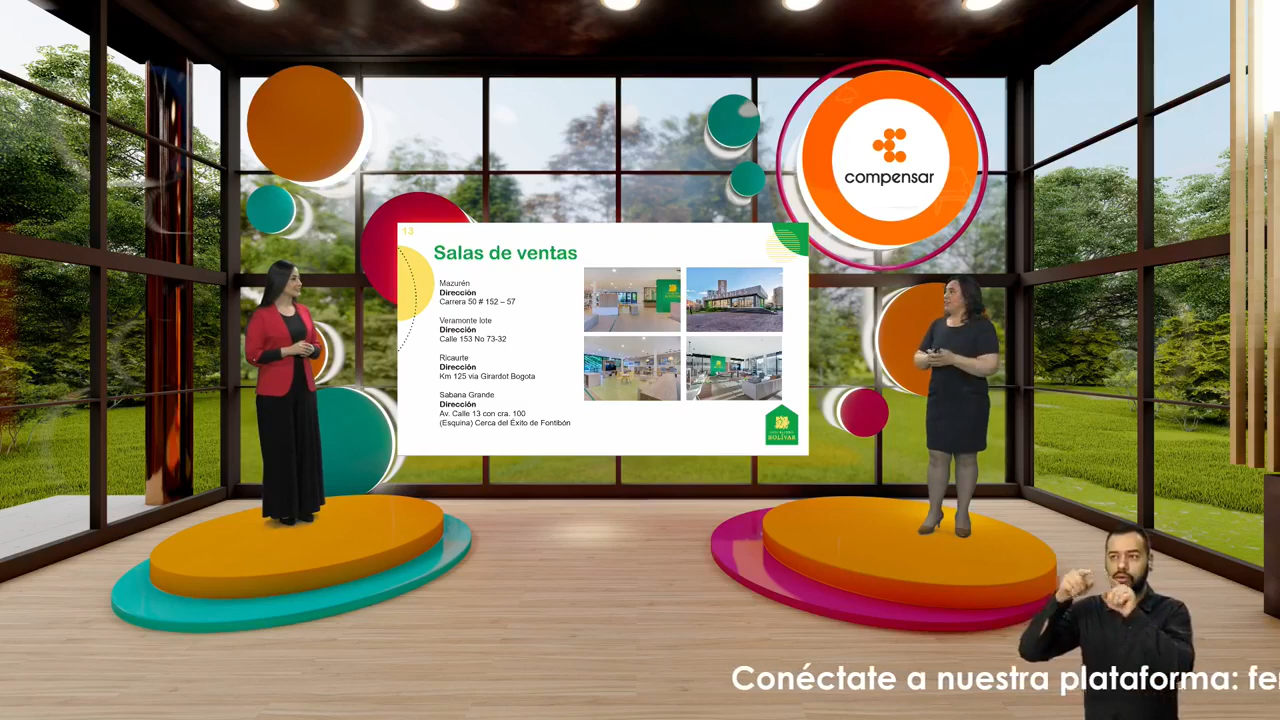 compensar
13
Salas de ventas
Mazurén
Dirección
Carrera 50 # 152 – 57
Veramonte lote
Dirección
Calle 153 No 73-32
Ricaurte
Dirección
Km 125 via Girardot Bogota
Sabana Grande
Dirección
Av. Calle 13 con cra. 100
(Esquina) Cerca del Éxito de Fontibón
BOLÍVAR
Conéctate a nuestra plataforma: fer